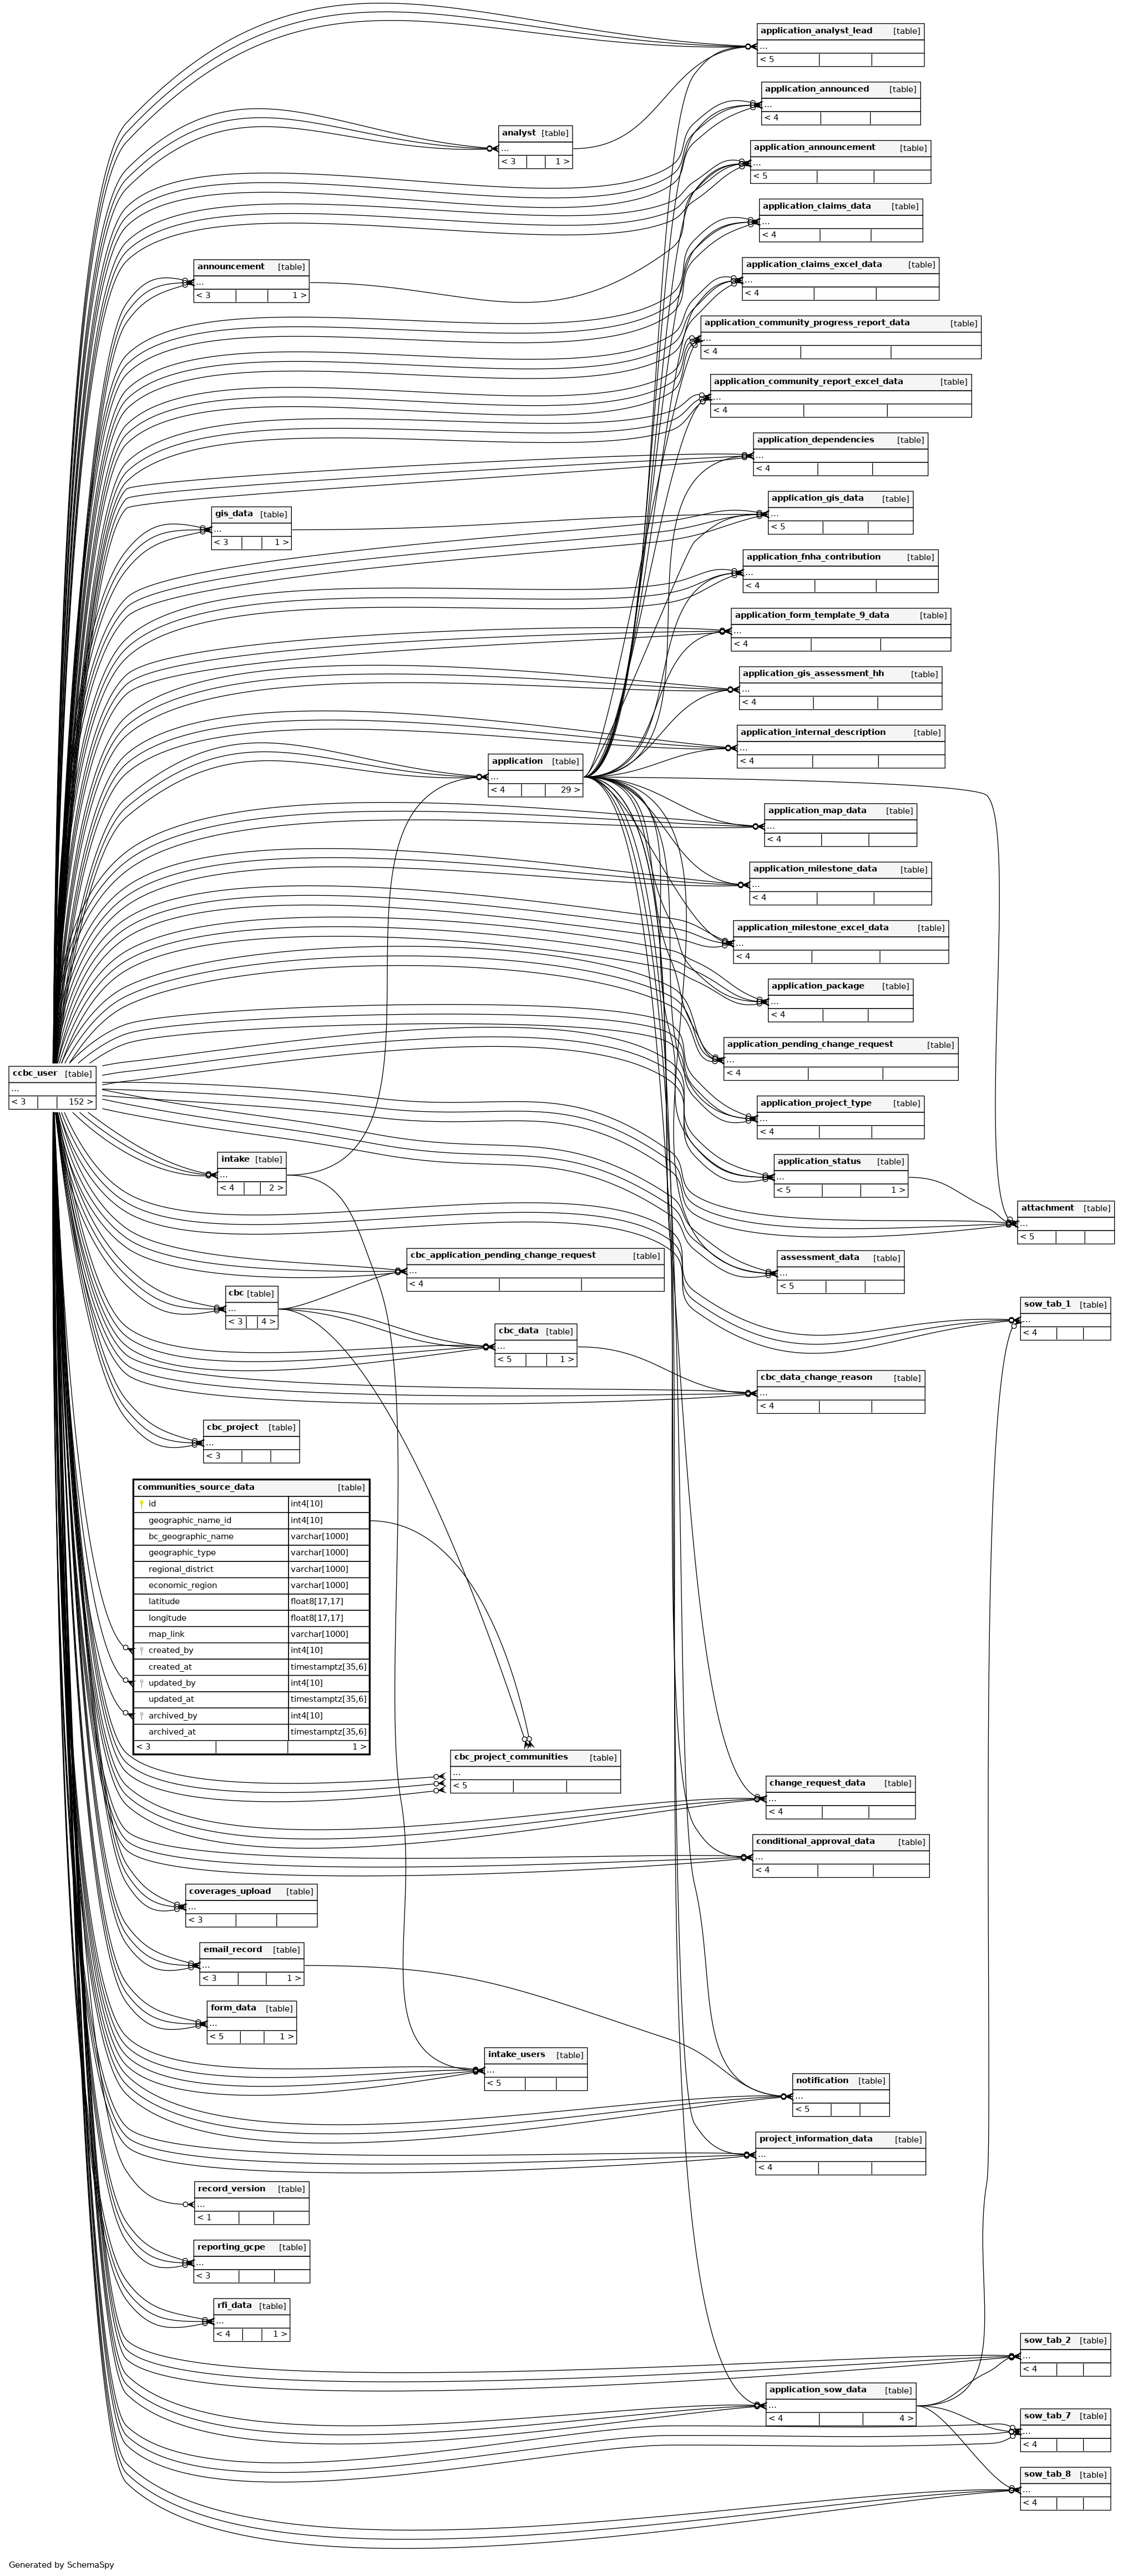 application_analyst_lead [table]
...
< 5
application_announced [table]
...
< 4
analyst [table]
...
< 3 1 >
application_announcement [table]
...
< 5
application_claims_data [table]
...
< 4
announcement [table]
...
< 3 1 >
application_claims_excel_data [table]
...
< 4
application_community_progress_report_data [table]
...
< 4
application_community_report_excel_data [table]
...
< 4
application_dependencies [table]
...
< 4
gis_data [table]
...
< 3 1 >
application_gis_data [table]
...
< 5
application_fnha_contribution [table]
...
< 4
application_form_template_9_data [table]
...
< 4
application_gis_assessment_hh [table]
...
< 4
application_internal_description [table]
...
< 4
application [table]
...
< 4 29 >
application_map_data [table]
...
< 4
application_milestone_data [table]
...
< 4
application_milestone_excel_data [table]
...
< 4
application_package [table]
...
< 4
application_pending_change_request [table]
...
< 4
ccbc_user [table]
...
< 3 152 >
application_project_type [table]
...
< 4
intake [table]
...
< 4 2 >
application_status [table]
...
< 5 1 >
attachment [table]
...
< 5
cbc_application_pending_change_request [table]
...
< 4
assessment_data [table]
...
< 5
cbc [table]
...
< 3 4 >
sow_tab_1 [table]
...
< 4
cbc_data [table]
...
< 5 1 >
cbc_data_change_reason [table]
...
< 4
cbc_project [table]
...
< 3
communities_source_data [table]
id int4[10]
geographic_name_id int4[10]
bc_geographic_name varchar[1000]
geographic_type varchar[1000]
regional_district varchar[1000]
economic_region varchar[1000]
latitude float8[17,17]
longitude float8[17,17]
map_link varchar[1000]
created_by int4[10]
created_at timestamptz[35,6]
updated_by int4[10]
updated_at timestamptz[35,6]
archived_by int4[10]
archived_at timestamptz[35,6]
< 3 1 >
cbc_project_communities [table]
...
< 5
change_request_data [table]
...
< 4
conditional_approval_data [table]
...
< 4
coverages_upload [table]
...
< 3
email_record [table]
...
< 3 1 >
form_data [table]
...
< 5 1 >
intake_users [table]
...
< 5
notification [table]
...
< 5
project_information_data [table]
...
< 4
record_version [table]
...
< 1
reporting_gcpe [table]
...
< 3
rfi_data [table]
...
< 4 1 >
sow_tab_2 [table]
...
< 4
application_sow_data [table]
...
< 4 4 >
sow_tab_7 [table]
...
< 4
sow_tab_8 [table]
...
< 4
Generated by SchemaSpy